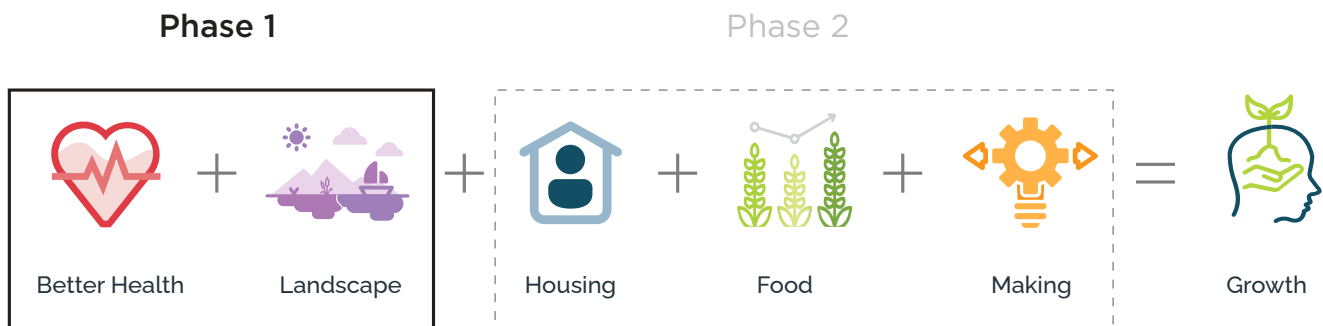 Phase 1
Phase 2
Better Health
Landscape
Housing
Food
Making
Growth